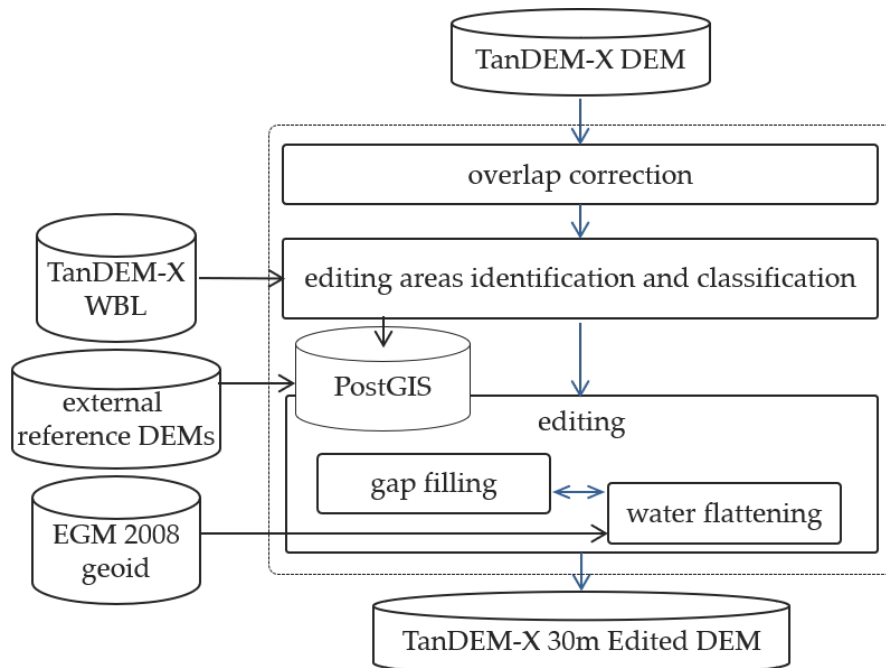 TanDEM-X DEM
overlap correction
TanDEM-X
WBL
editing areas identification and classification
PostGIS
external
reference DEMs
editing
gap filling
water flattening
EGM 2008
geoid
TanDEM-X 30m Edited DEM